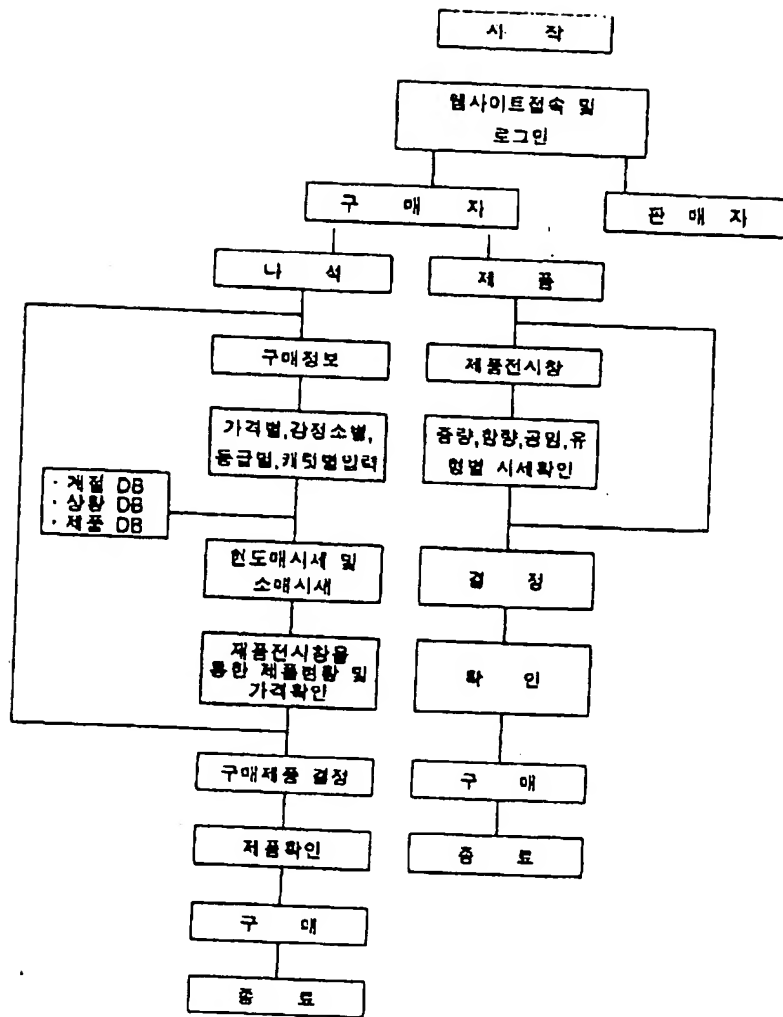 시 작
웹사이트접속 및
로그인
구 매 자
판 매 자
나 석
제 품
구매정보
제품전시창
가격별,감정소별,
등급별,캐럿별입력
중량,함량,공임,유
형별 시세확인
· 계절 DB
· 상황 DB
· 제품 DB
현도매시세 및
소매시세
결 정
제품전시창을
통한 제품현황 및
가격확인
확 인
구매제품 결정
구 매
제품확인
종 료
구 매
종 료